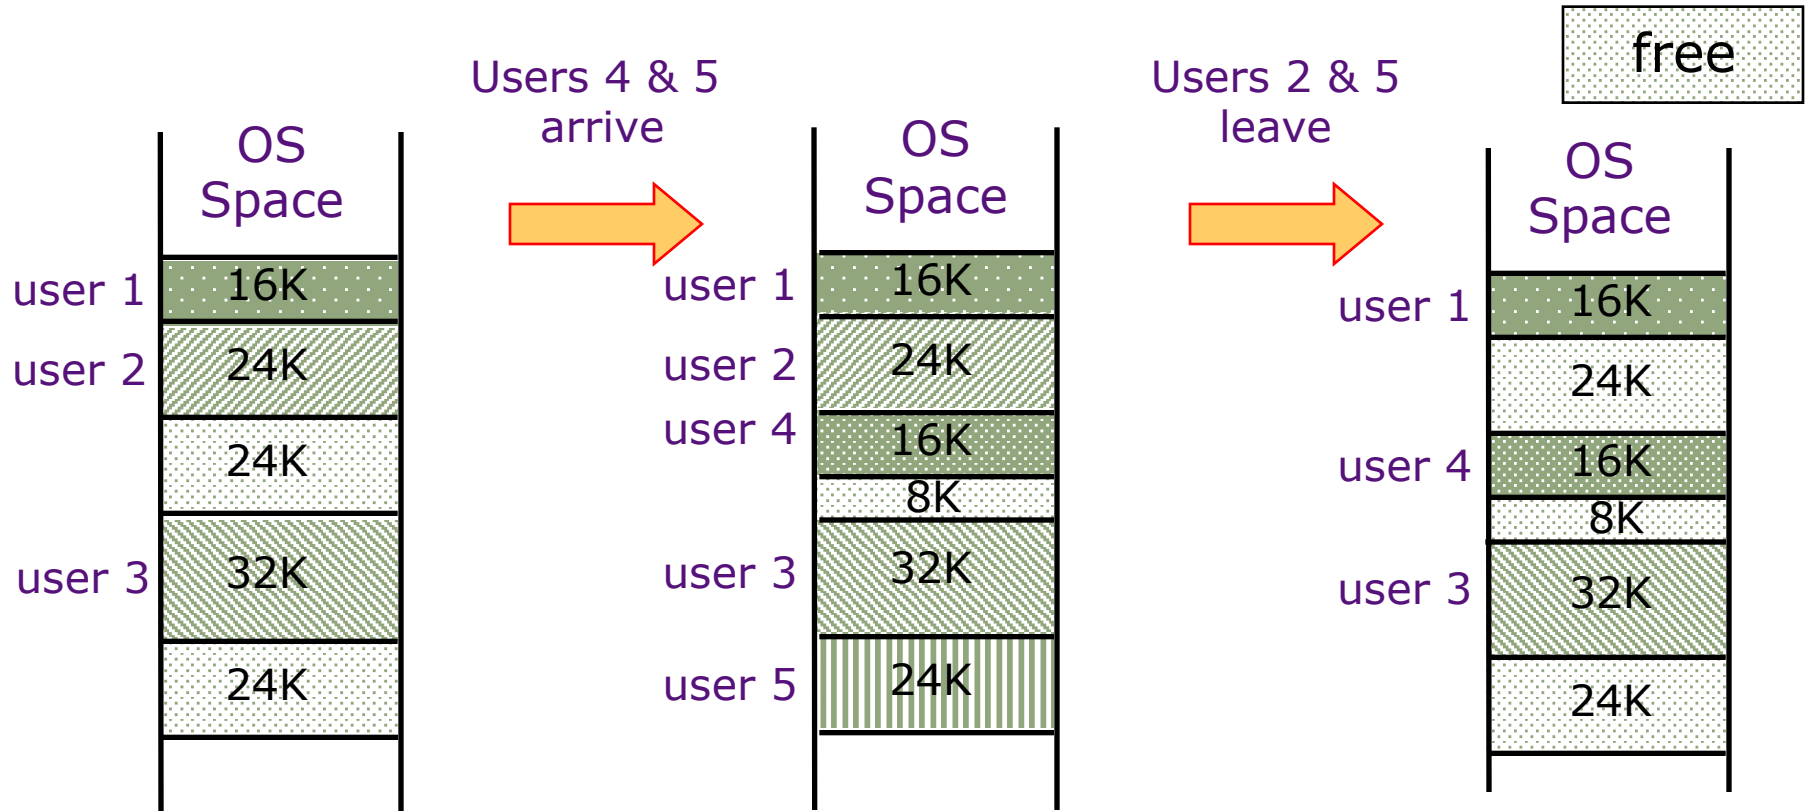 free
Users 4 & 5
arrive
Users 2 & 5
leave
OS
Space
user 1
16K
user 2
24K
24K
user 3
32K
24K
OS
Space
user 1
16K
user 2
24K
user 4
16K
8K
user 3
32K
user 5
24K
OS
Space
user 1
16K
24K
user 4
16K
8K
user 3
32K
24K